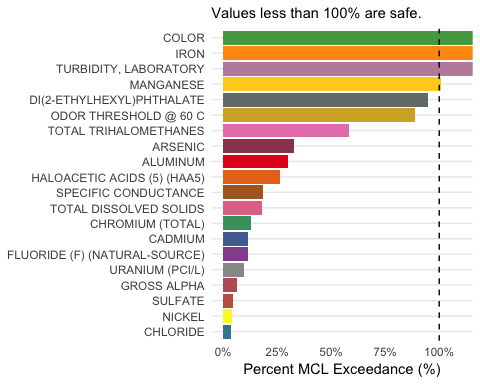 Values less than 100% are safe.
COLOR
IRON
TURBIDITY, LABORATORY
MANGANESE
DI(2-ETHYLHEXYL)PHTHALATE
ODOR THRESHOLD @ 60 C
TOTAL TRIHALOMETHANES
ARSENIC
ALUMINUM
HALOACETIC ACIDS (5) (HAA5)
SPECIFIC CONDUCTANCE
TOTAL DISSOLVED SOLIDS
CHROMIUM (TOTAL)
CADMIUM
FLUORIDE (F) (NATURAL-SOURCE)
URANIUM (PCI/L)
GROSS ALPHA
SULFATE
NICKEL
CHLORIDE
0% 25% 50% 75% 100%
Percent MCL Exceedance (%)